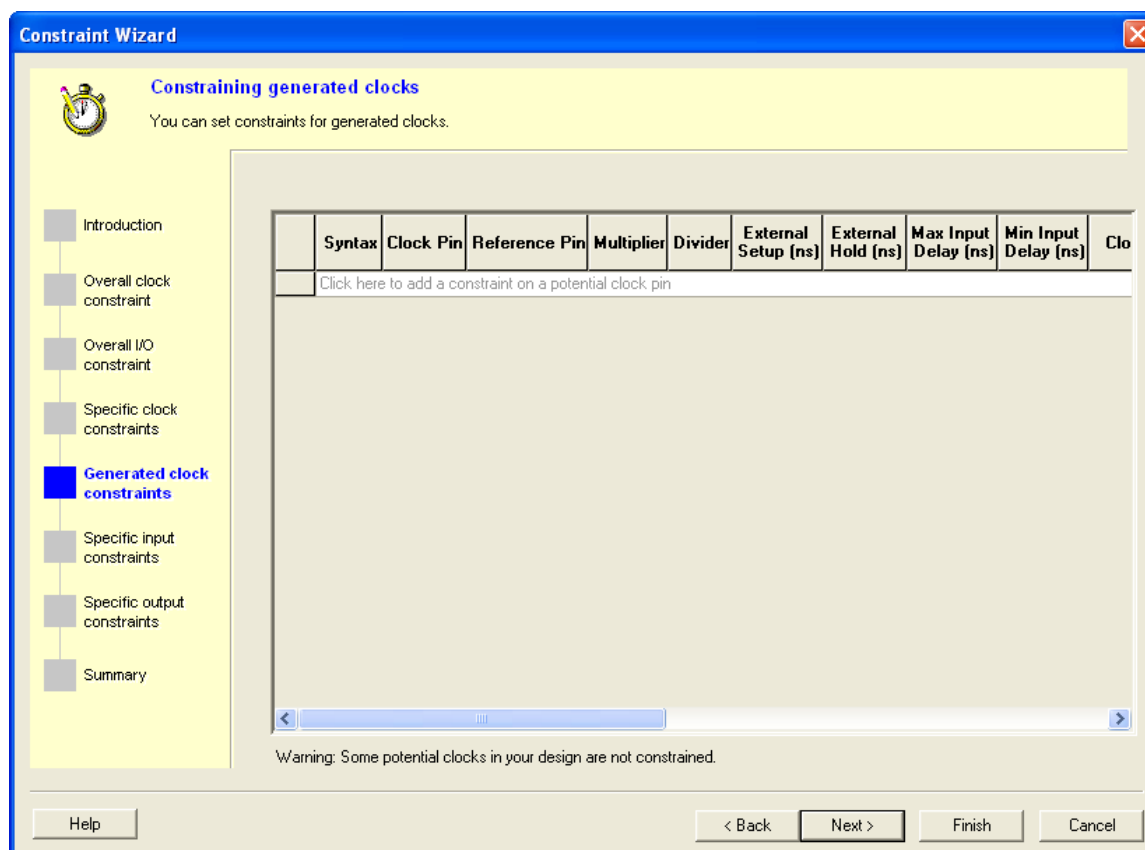 Constraint Wizard
Constraining generated clocks
You can set constraints for generated clocks.
Introduction
Overall clock
constraint
Overall I/O
constraint
Specific clock
constraints
Generated clock
constraints
Specific input
constraints
Specific output
constraints
Summary
Syntax Clock Pin Reference Pin Multiplier Divider External Setup (ns) External Hold (ns) Max Input Delay (ns) Min Input Delay (ns) Clo
Click here to add a constraint on a potential clock pin
Warning: Some potential clocks in your design are not constrained.
Help < Back Next > Finish Cancel